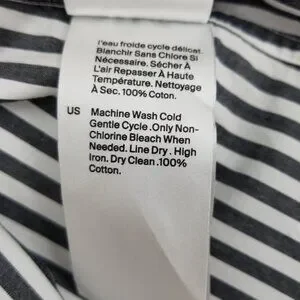 l'eau froide cycle délicat.
Blanchir Sans Chlore Si
Nécessaire. Sécher À
L'air Repasser À Haute
Température. Nettoyage
À Sec.100% Coton.
US Machine Wash Cold
Gentle Cycle .Only Non-
Chlorine Bleach When
Needed. Line Dry . High
Iron. Dry Clean .100%
Cotton.